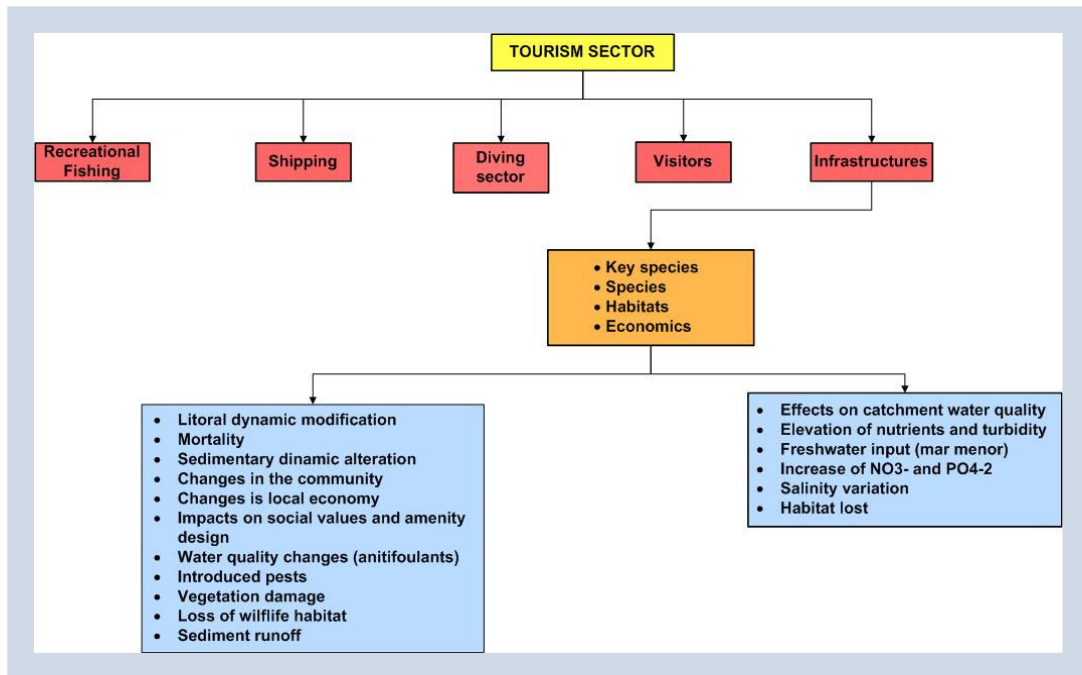 TOURISM SECTOR
Recreational
Fishing
Shipping
Diving
sector
Visitors
Infrastructures
• Key species
• Species
• Habitats
• Economics
• Litoral dynamic modification
• Mortality
• Sedimentary dinamic alteration
• Changes in the community
• Changes is local economy
• Impacts on social values and amenity
design
• Water quality changes (anitifoulants)
• Introduced pests
• Vegetation damage
• Loss of wilflife habitat
• Sediment runoff
• Effects on catchment water quality
• Elevation of nutrients and turbidity
• Freshwater input (mar menor)
• Increase of NO3- and PO4-2
• Salinity variation
• Habitat lost